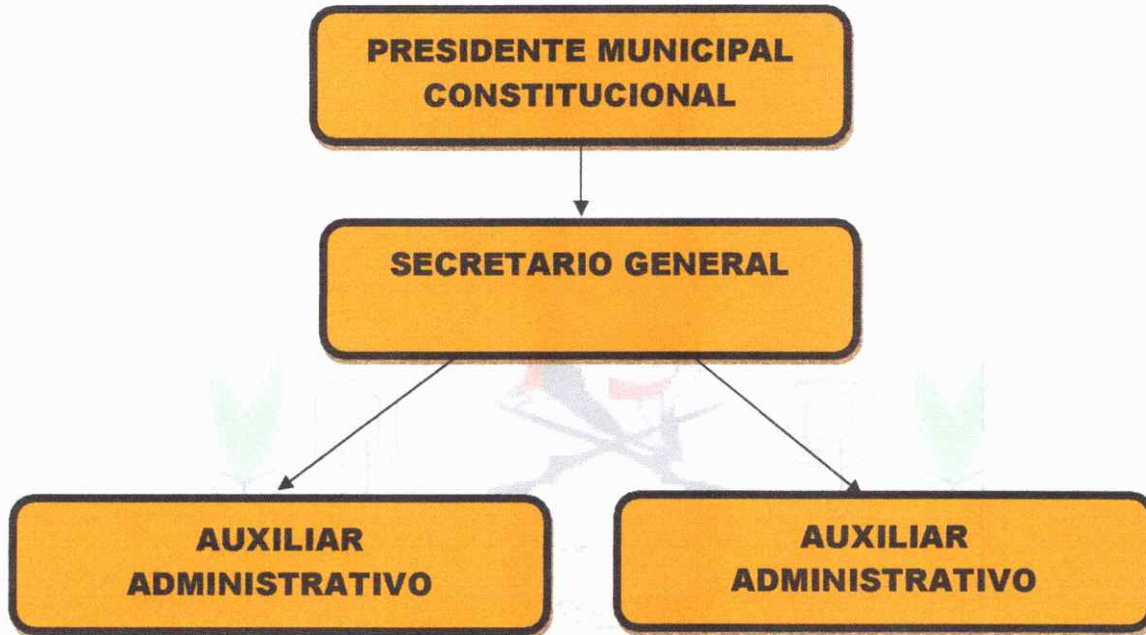 PRESIDENTE MUNICIPAL
CONSTITUCIONAL
SECRETARIO GENERAL
AUXILIAR
ADMINISTRATIVO
AUXILIAR
ADMINISTRATIVO